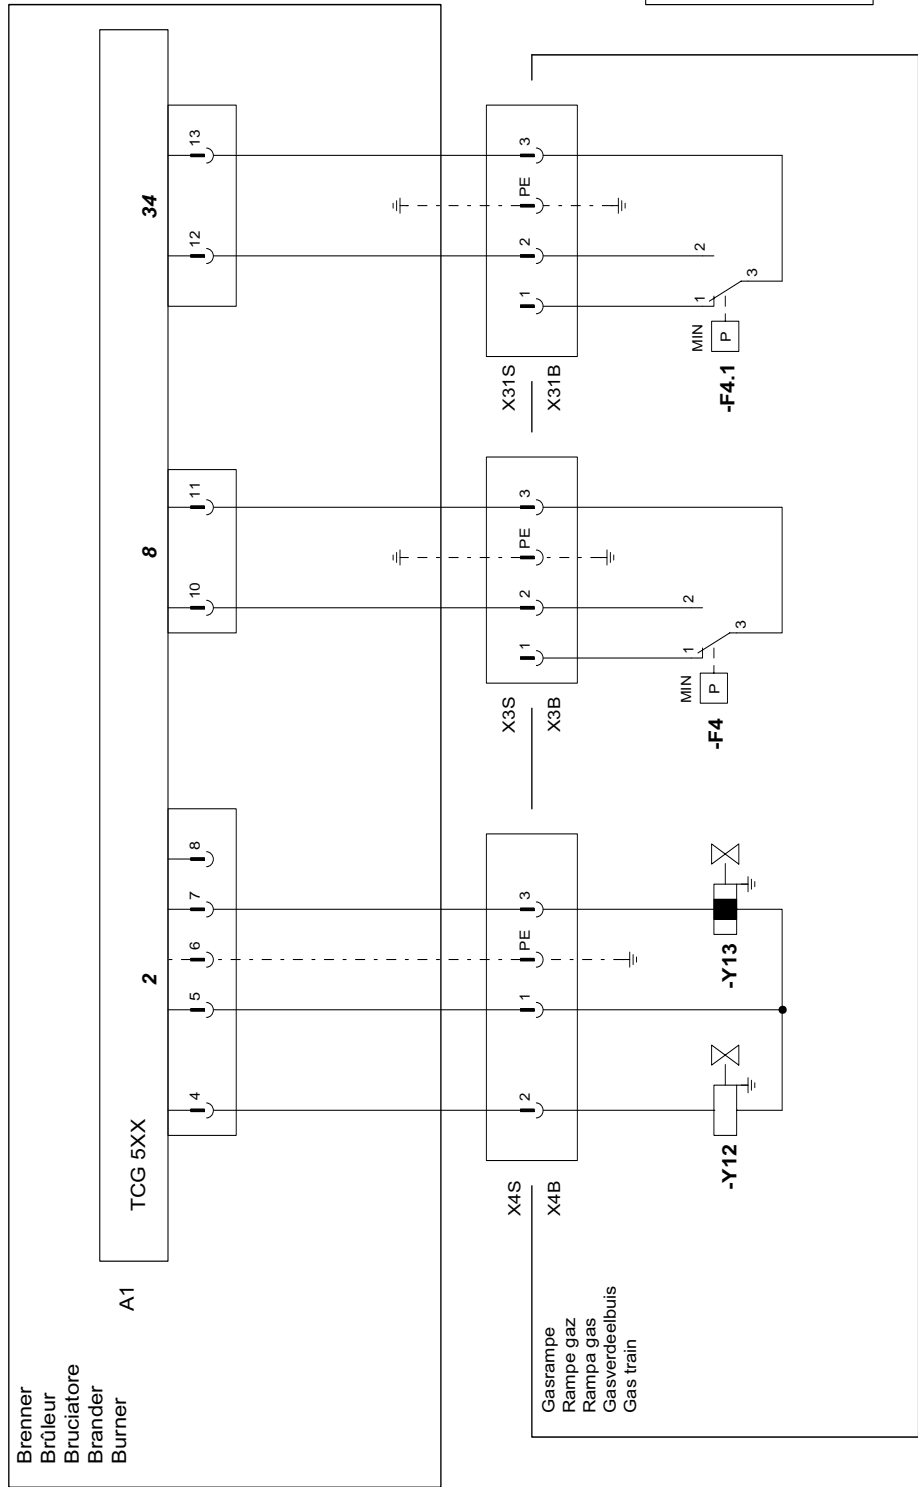 Brenner
Brûleur
Bruciatore
Brander
Burner
A1
TCG 5XX
2
8
34
4
5
6
7
8
10
11
12
13
X4S
X4B
2
1
PE
3
X3S
X3B
1
2
PE
3
X31S
X31B
1
2
PE
3
Gasrampe
Rampe gaz
Rampa gas
Gasverdeelbuis
Gas train
-Y12
-Y13
MIN
P
1
2
3
-F4
MIN
P
1
2
3
-F4.1